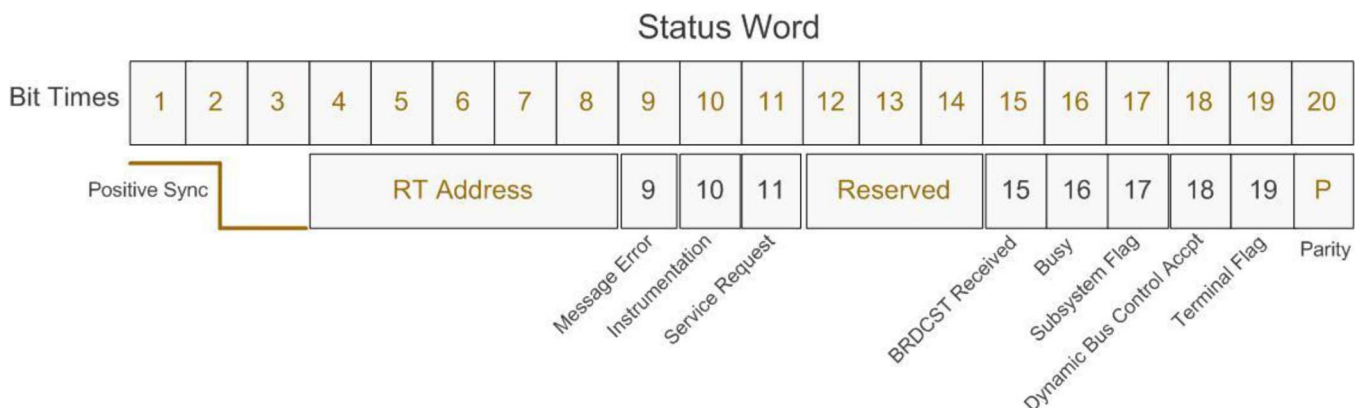 Status Word
Bit Times 1 2 3 4 5 6 7 8 9 10 11 12 13 14 15 16 17 18 19 20
Positive Sync RT Address 9 10 11 Reserved 15 16 17 18 19 P
Message Error
Instrumentation
Service Request
BRDCST Received
Busy
Subsystem Flag
Dynamic Bus Control Accpt
Terminal Flag
Parity